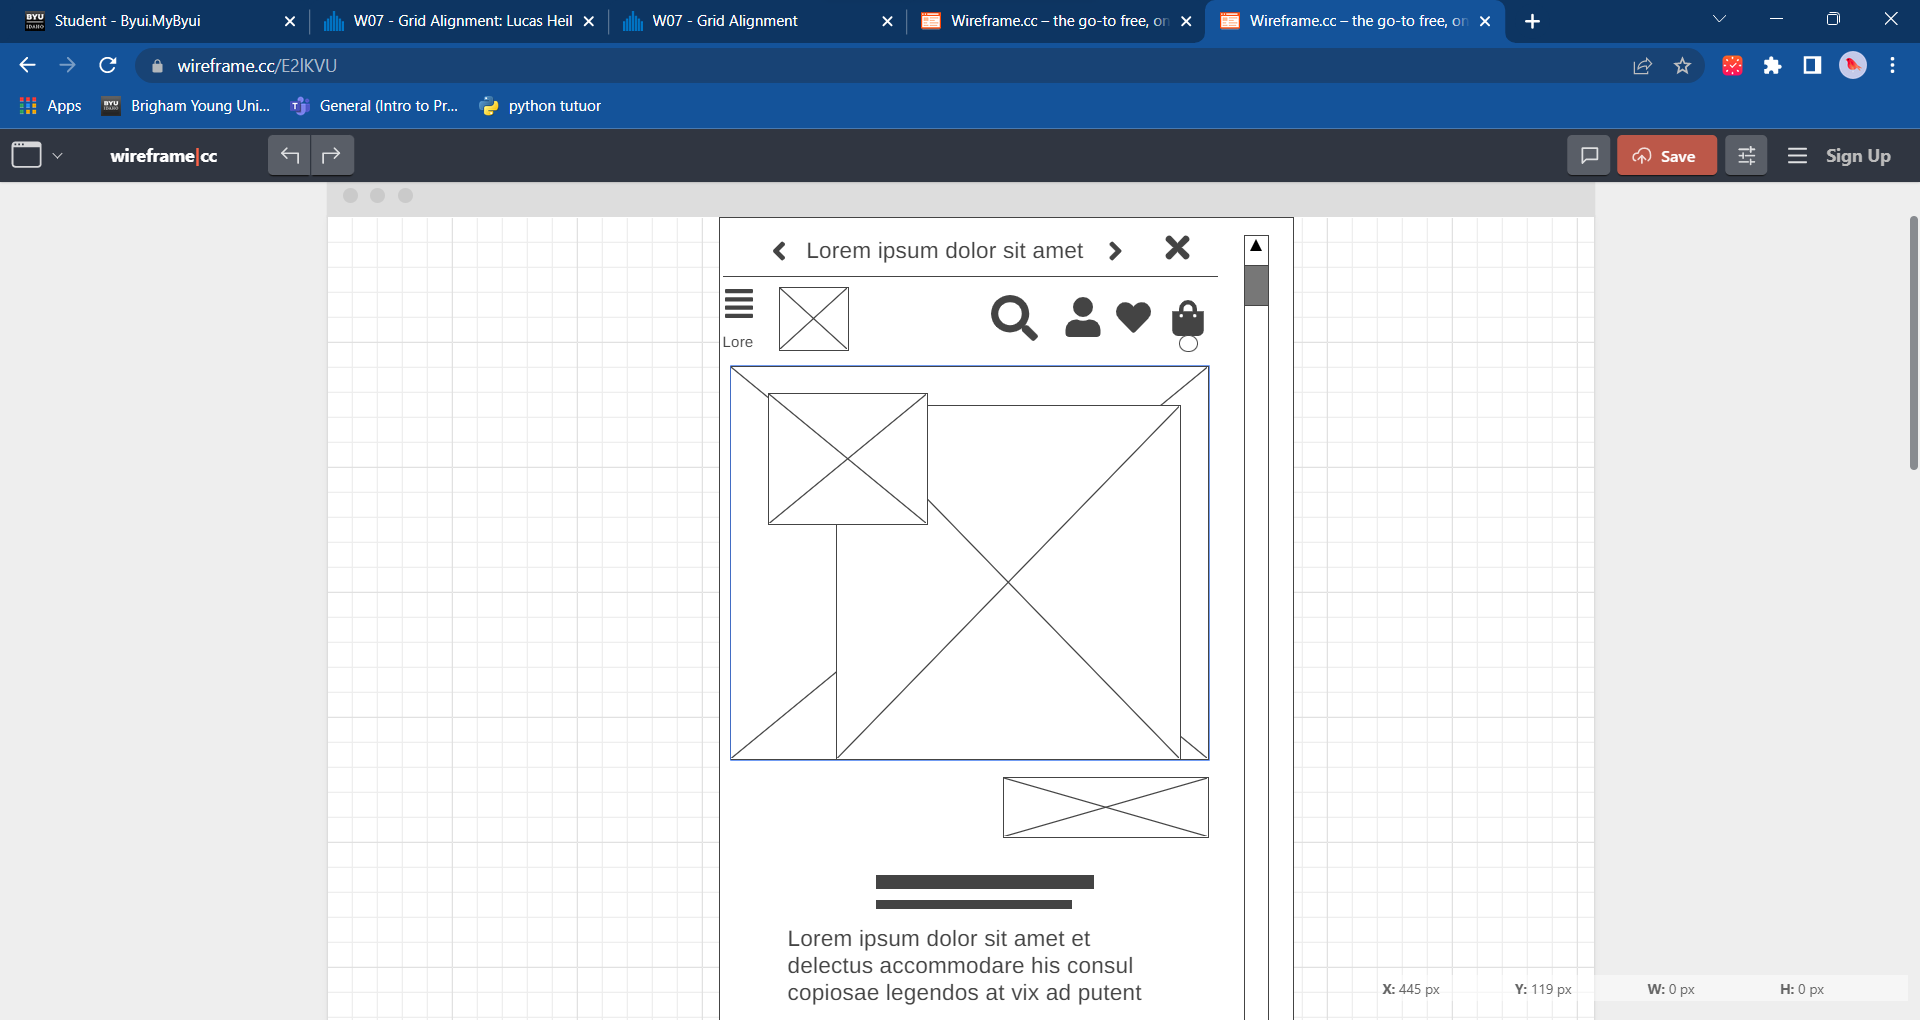 Student - Byui.MyByui
W07 - Grid Alignment: Lucas Heil
W07 - Grid Alignment
Wireframe.cc – the go-to free, on
Wireframe.cc – the go-to free, on
wireframe.cc/E2lKVU
Apps
BYU
Brigham Young Uni...
General (Intro to Pr...
python tutuor
wireframe|cc
Save
Sign Up
Lorem ipsum dolor sit amet
Lore
Lorem ipsum dolor sit amet et
delectus accommodare his consul
copiosae legendos at vix ad putent
X: 445 px
Y: 119 px
W: 0 px
H: 0 px